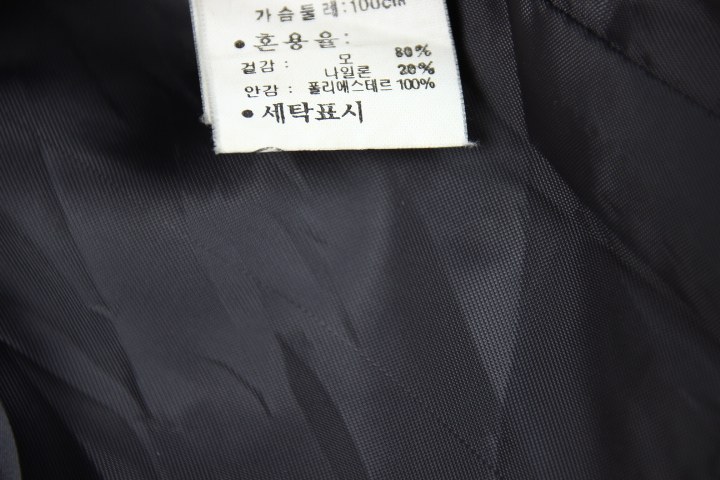 가슴둘레:100cm
• 혼용율:
겉감 : 모 80%
나일론 20%
안감 : 폴리에스테르 100%
• 세탁표시